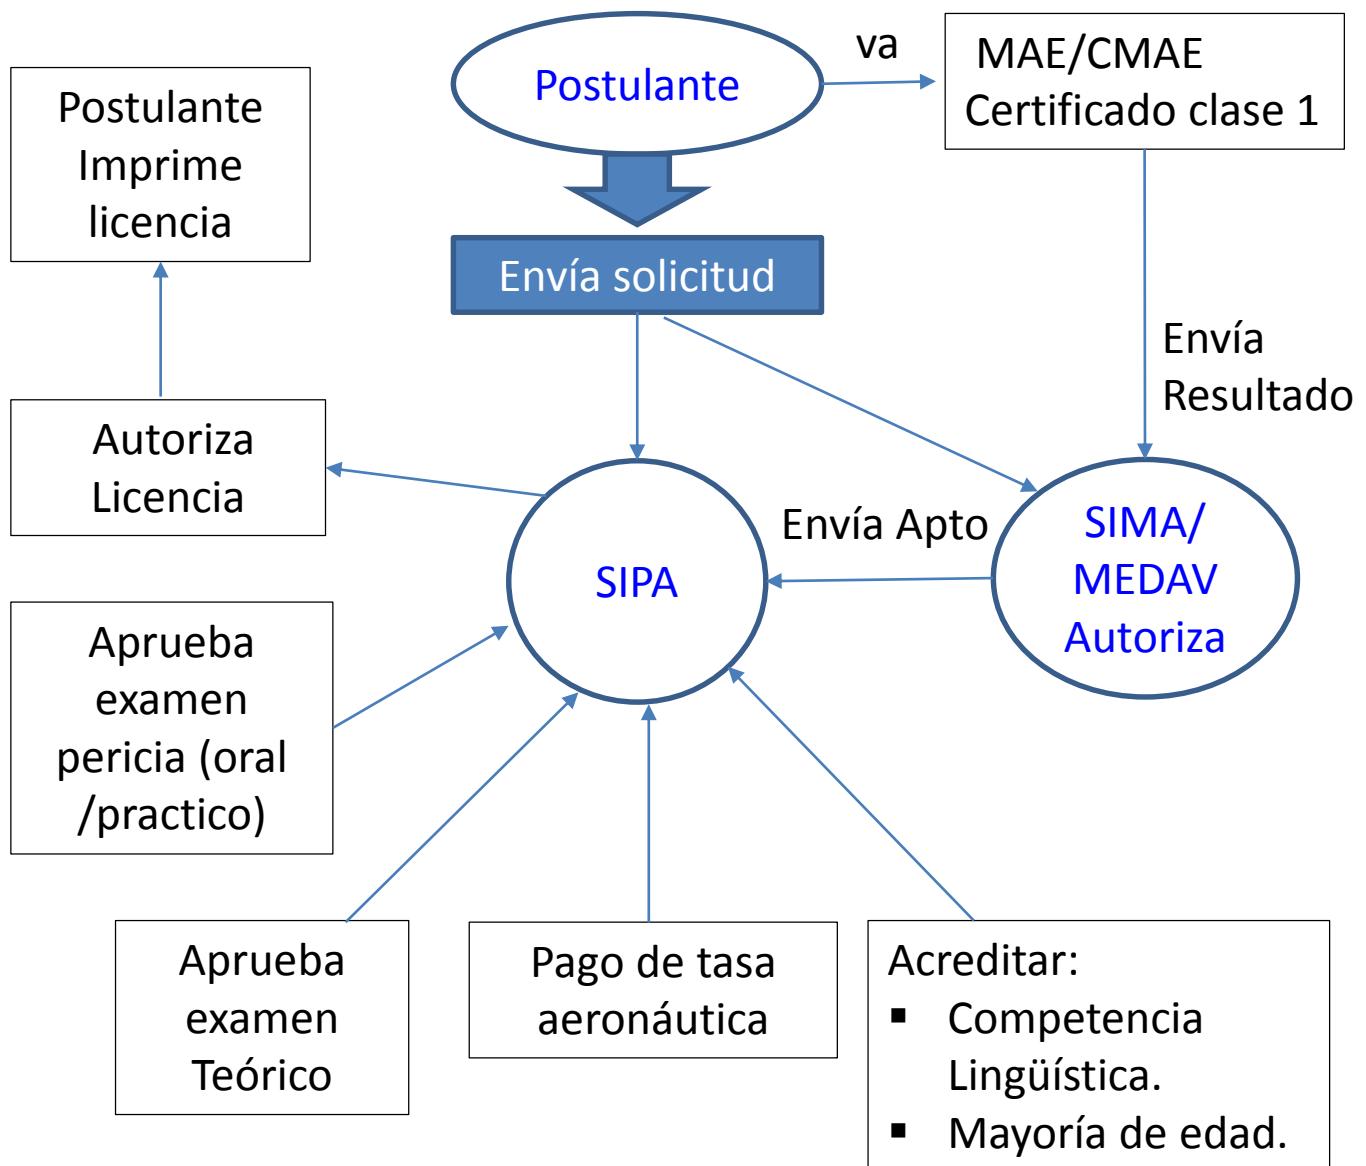 Postulante
va
MAE/CMAE
Certificado clase 1
Postulante
Imprime
licencia
Envía solicitud
Envía
Resultado
Autoriza
Licencia
Envía Apto
SIMA/
MEDAV
Autoriza
SIPA
Aprueba
examen
pericia (oral
/practico)
Aprueba
examen
Teórico
Pago de tasa
aeronáutica
Acreditar:
▪ Competencia
Lingüística.
▪ Mayoría de edad.